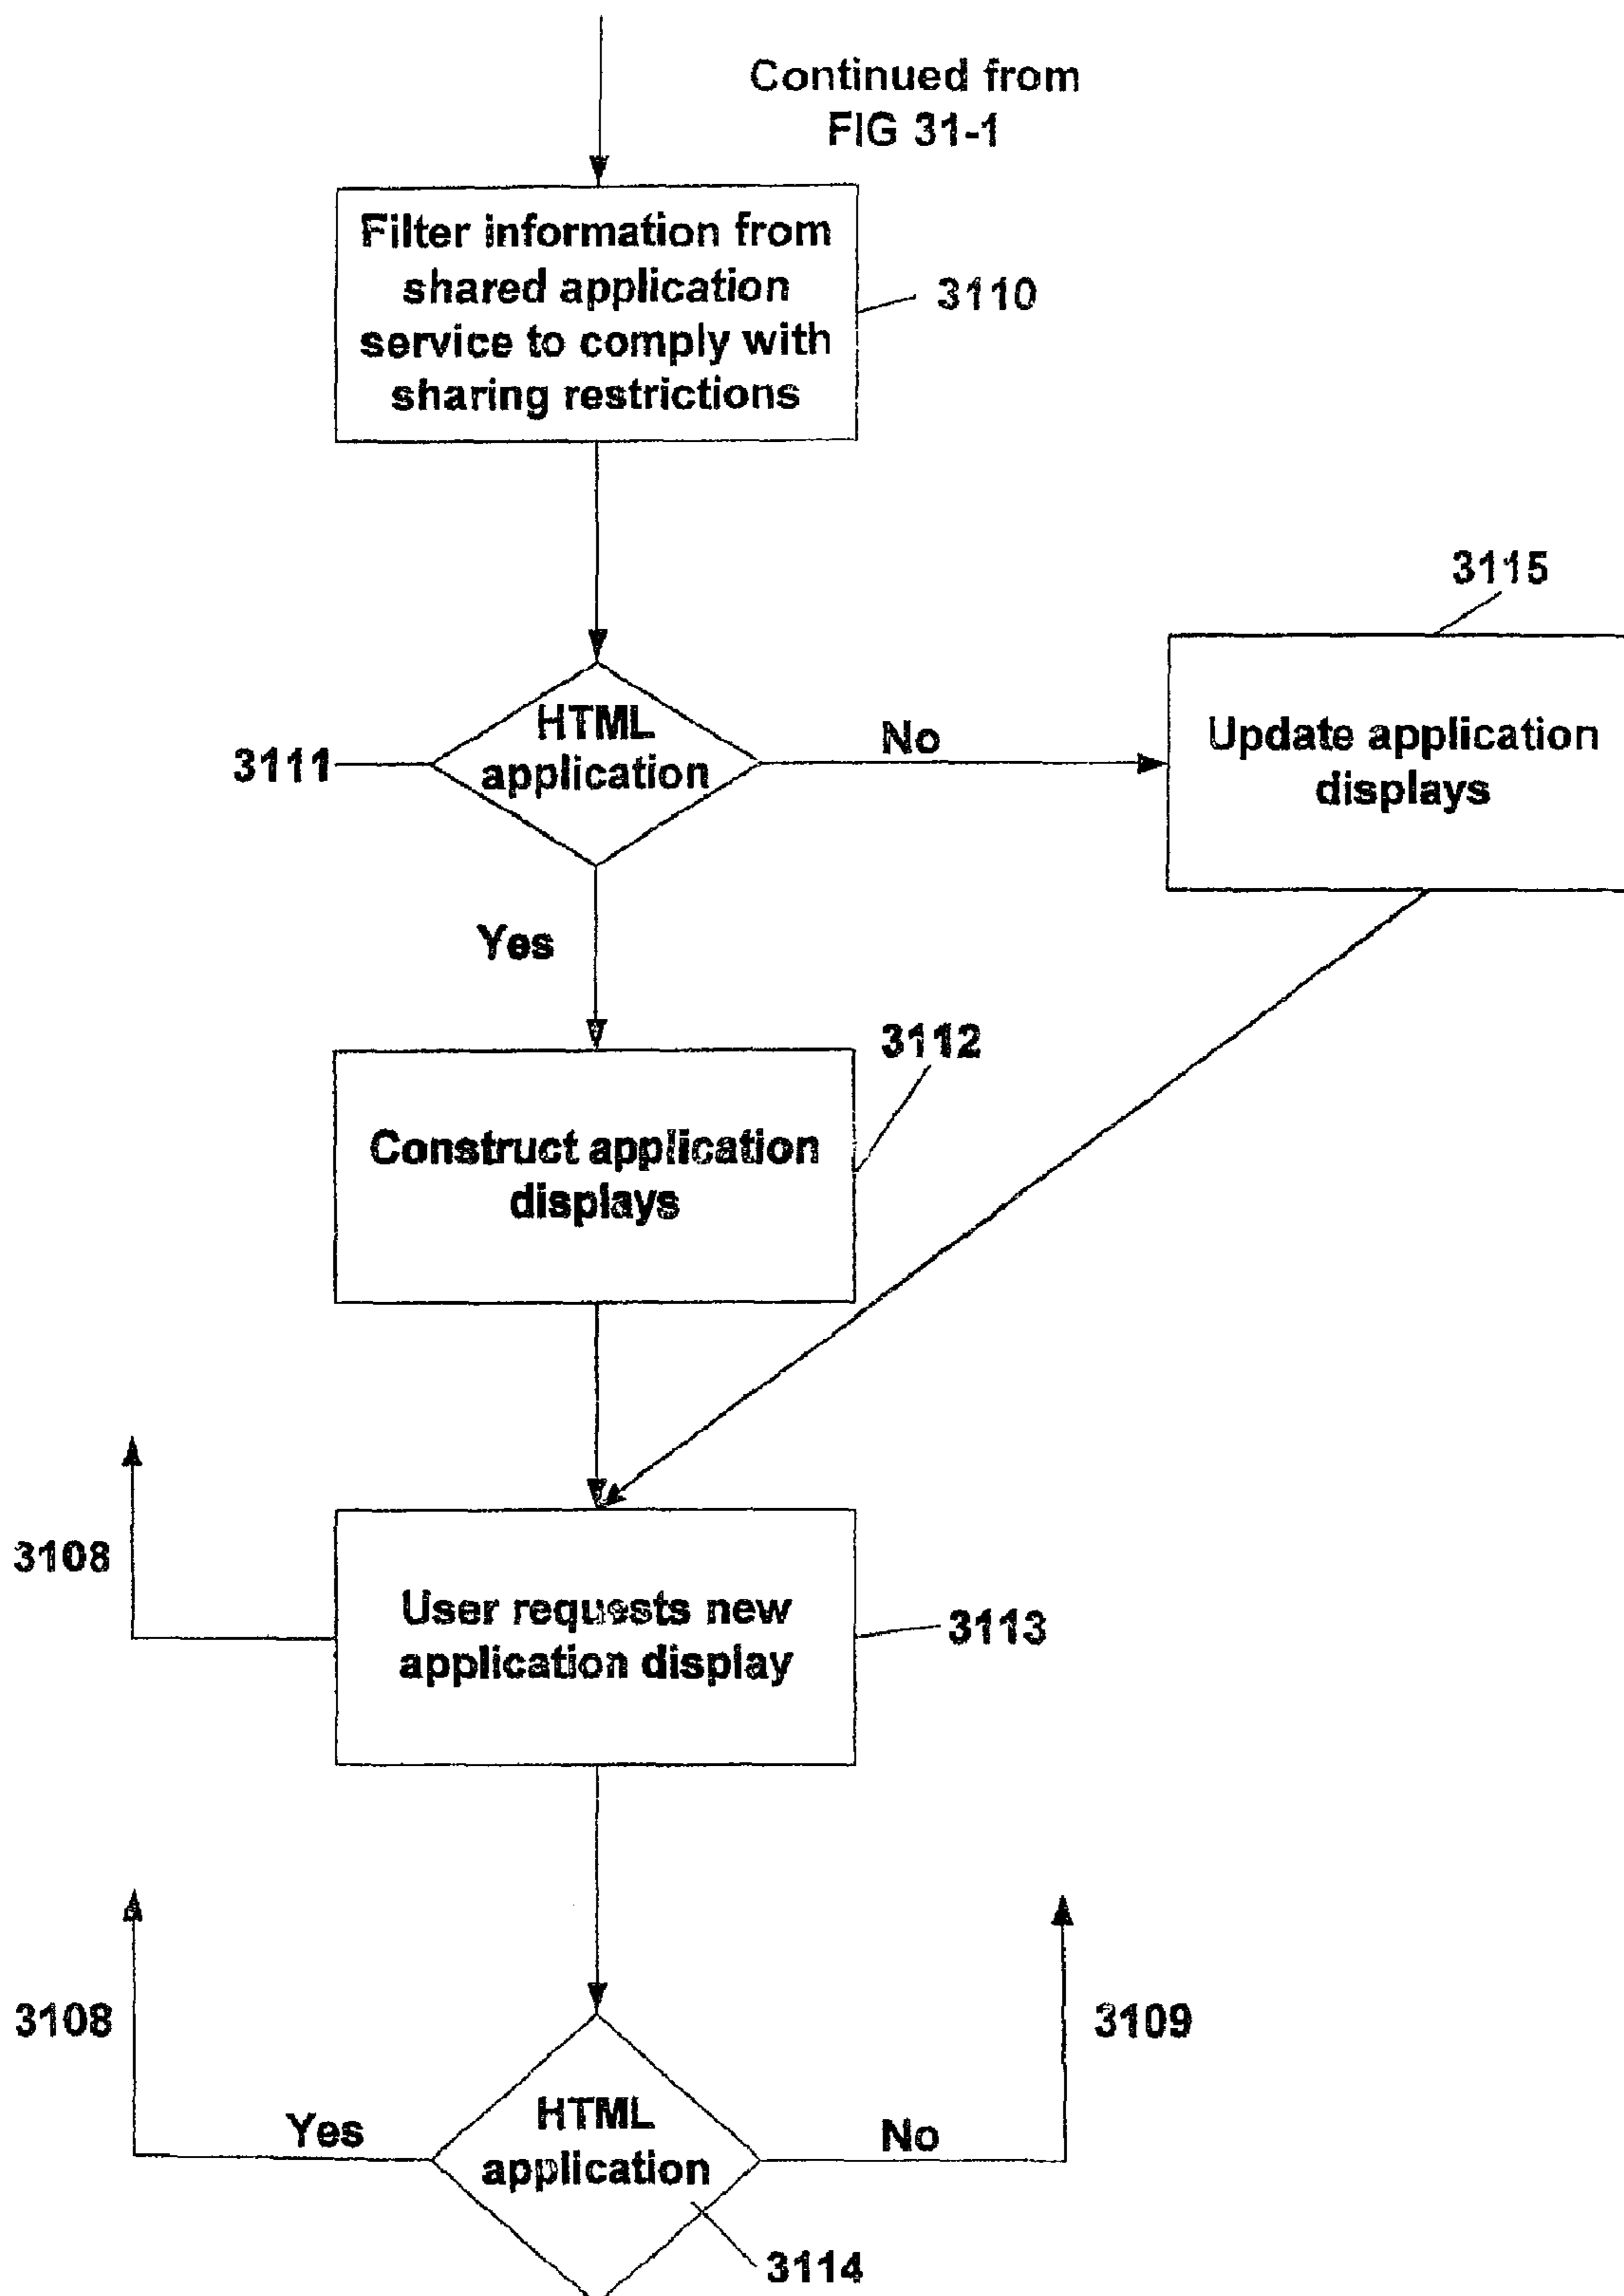 Continued from
FIG 31-1
Filter information from
shared application
service to comply with
sharing restrictions
3110
3115
HTML
application
3111
No
Update application
displays
Yes
3112
Construct application
displays
3108
User requests new
application display
3113
3108
3109
Yes
HTML
application
No
3114